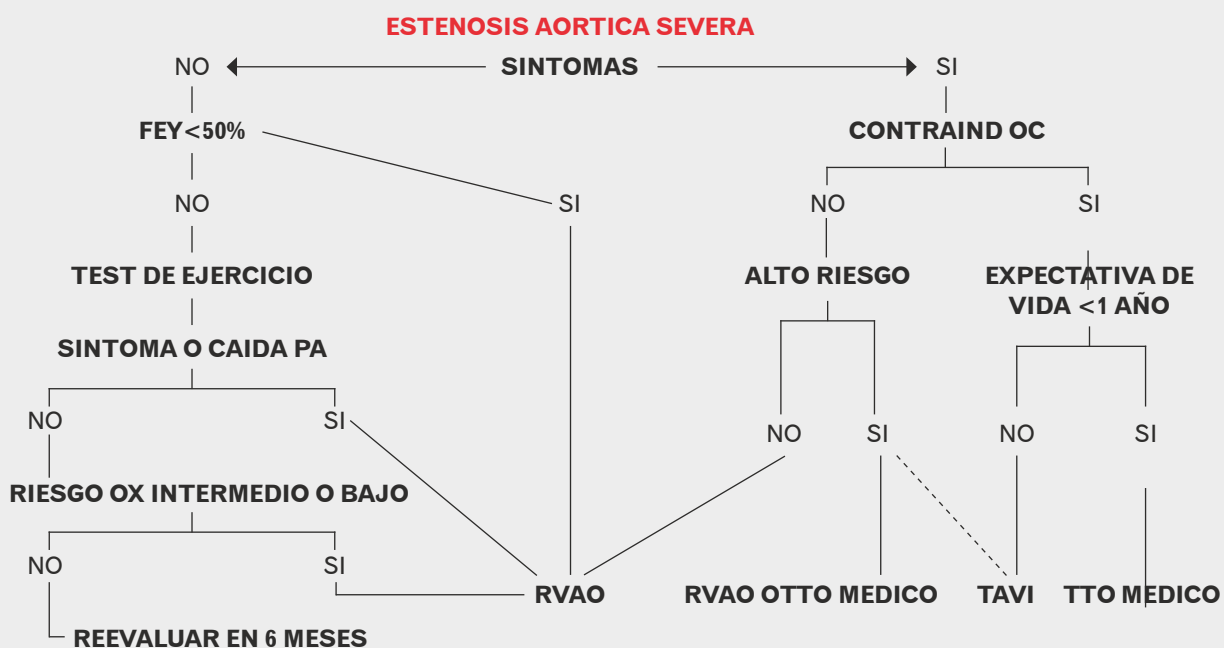 ESTENOSIS AORTICA SEVERA
NO SINTOMAS SI
FEY<50% CONTRAIND OC
NO SI NO SI
TEST DE EJERCICIO ALTO RIESGO EXPECTATIVA DE
VIDA <1 AÑO
SINTOMA O CAIDA PA
NO SI NO SI NO SI
RIESGO OX INTERMEDIO O BAJO
NO SI
RVAO RVAO OTTO MEDICO TAVI TTO MEDICO
REEVALUAR EN 6 MESES